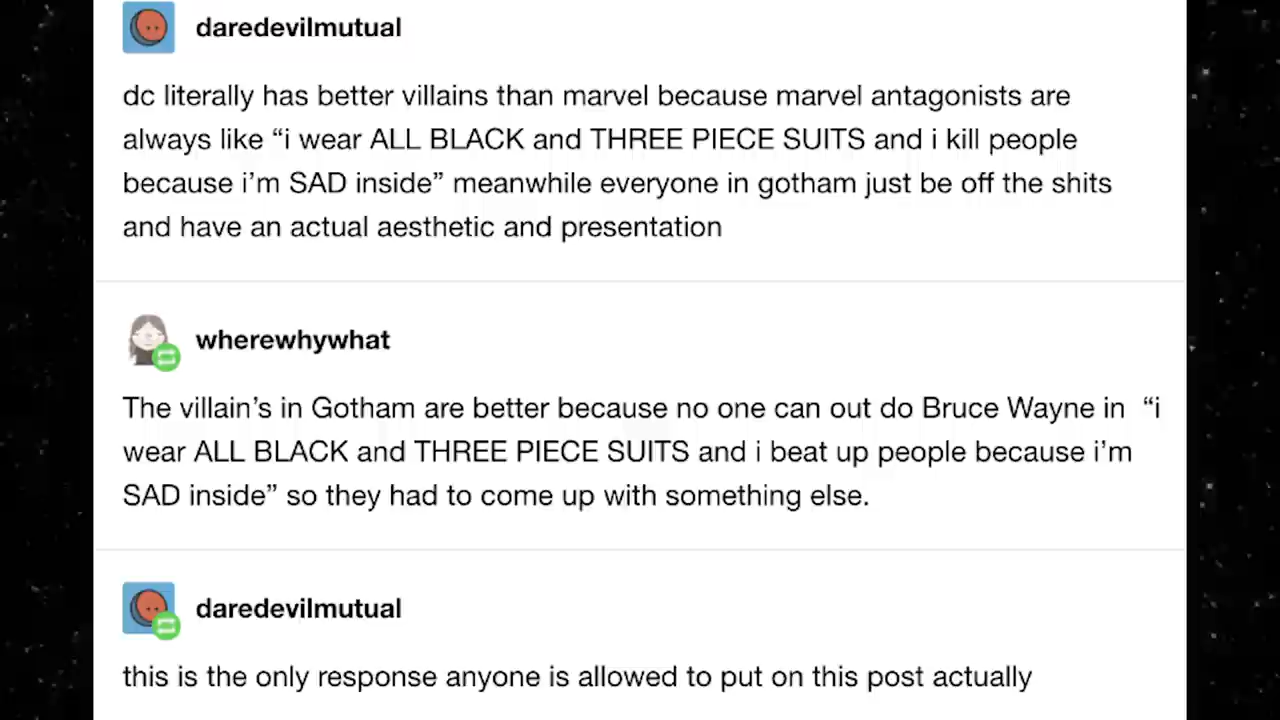 daredevilmutual
dc literally has better villains than marvel because marvel antagonists are
always like “i wear ALL BLACK and THREE PIECE SUITS and i kill people
because i’m SAD inside” meanwhile everyone in gotham just be off the shits
and have an actual aesthetic and presentation
wherewhywhat
The villain’s in Gotham are better because no one can out do Bruce Wayne in “i
wear ALL BLACK and THREE PIECE SUITS and i beat up people because i’m
SAD inside” so they had to come up with something else.
daredevilmutual
this is the only response anyone is allowed to put on this post actually